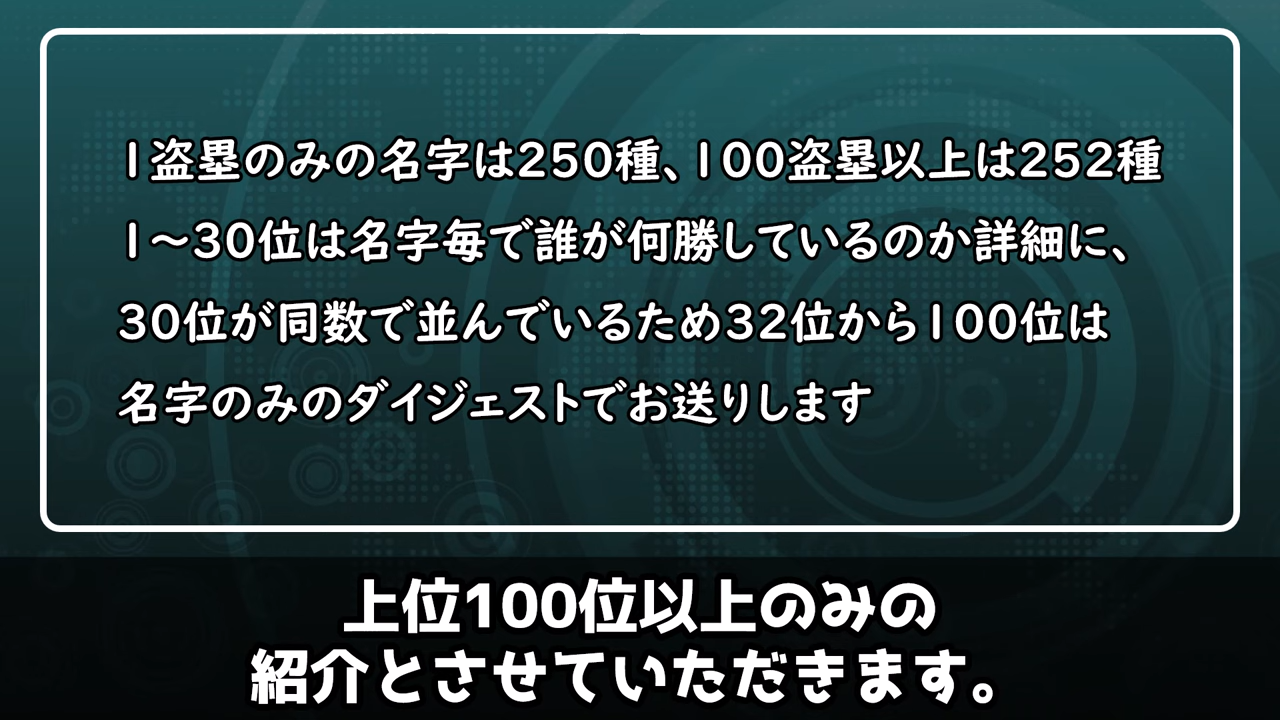 1盗塁のみの名字は250種、100盗塁以上は252種
1～30位は名字毎で誰が何勝しているのか詳細に、
30位が同数で並んでいるため32位から100位は
名字のみのダイジェストでお送りします
上位100位以上のみの
紹介とさせていただきます。